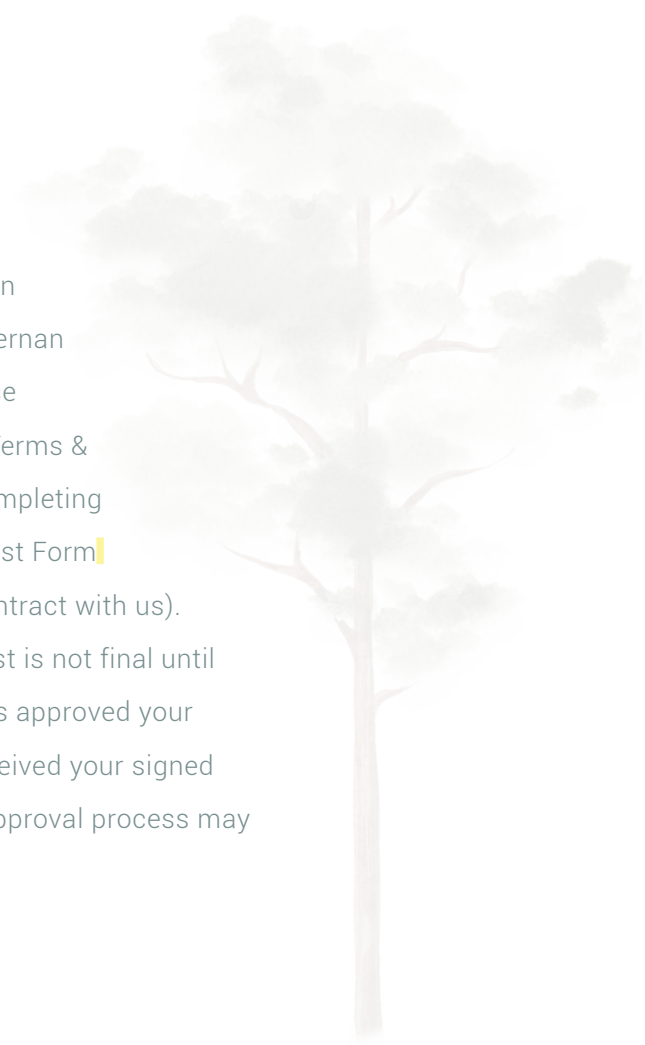 n
ernan
e
erms &
mpleting
st Form
ntract with us).
st is not final until
s approved your
eived your signed
pproval process may